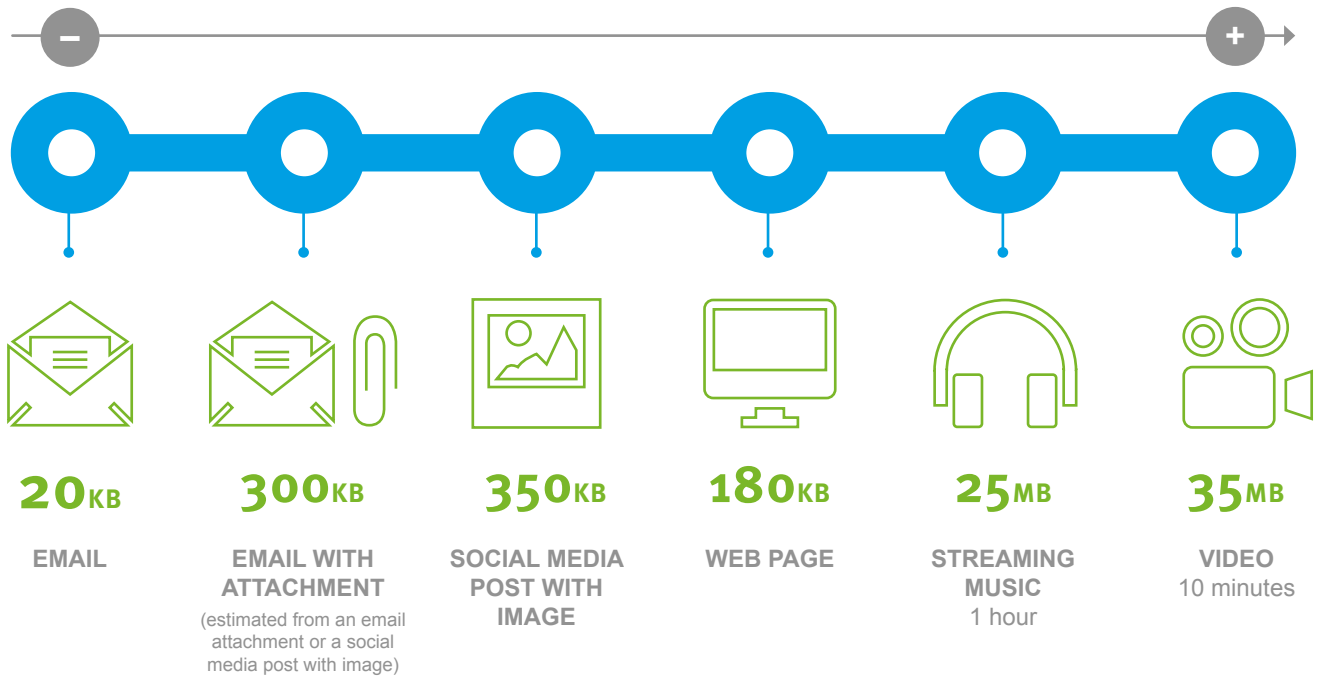 – +
20KB 300KB 350KB 180KB 25MB 35MB
EMAIL
EMAIL WITH
ATTACHMENT
(estimated from an email
attachment or a social
media post with image)
SOCIAL MEDIA
POST WITH
IMAGE
WEB PAGE
STREAMING
MUSIC
1 hour
VIDEO
10 minutes